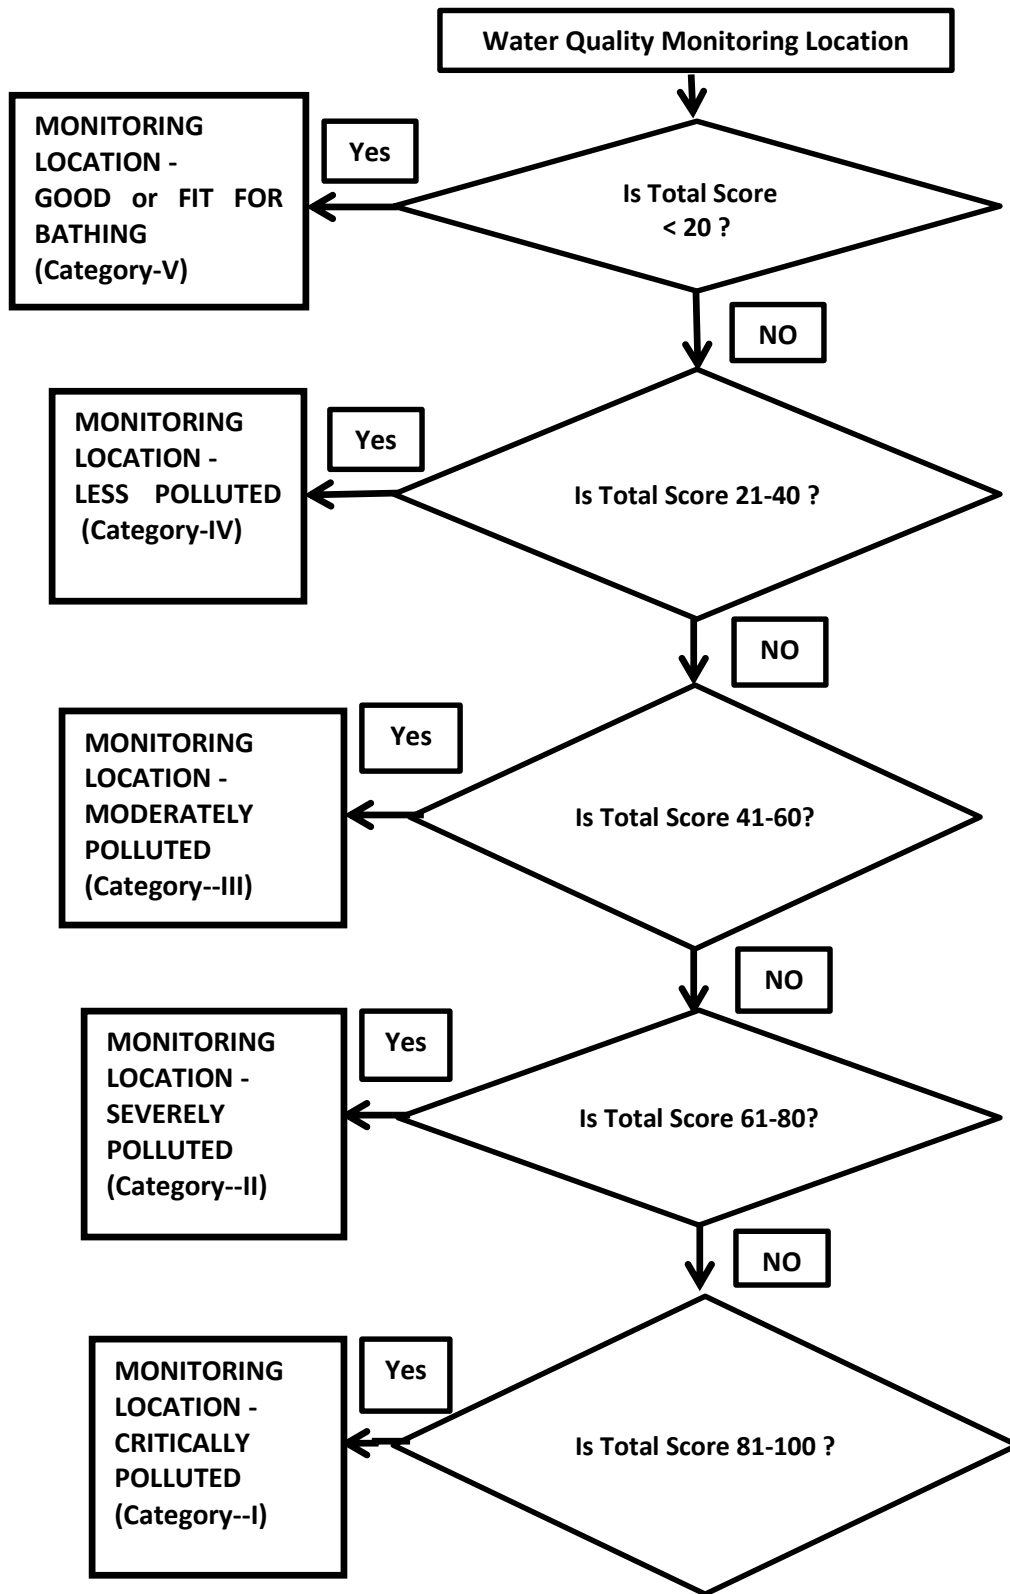 Water Quality Monitoring Location
MONITORING
LOCATION -
GOOD or FIT FOR
BATHING
(Category-V)
Yes
Is Total Score
< 20 ?
NO
MONITORING
LOCATION -
LESS POLLUTED
(Category-IV)
Yes
Is Total Score 21-40 ?
NO
MONITORING
LOCATION -
MODERATELY
POLLUTED
(Category--III)
Yes
Is Total Score 41-60?
NO
MONITORING
LOCATION -
SEVERELY
POLLUTED
(Category--II)
Yes
Is Total Score 61-80?
NO
MONITORING
LOCATION -
CRITICALLY
POLLUTED
(Category--I)
Yes
Is Total Score 81-100 ?